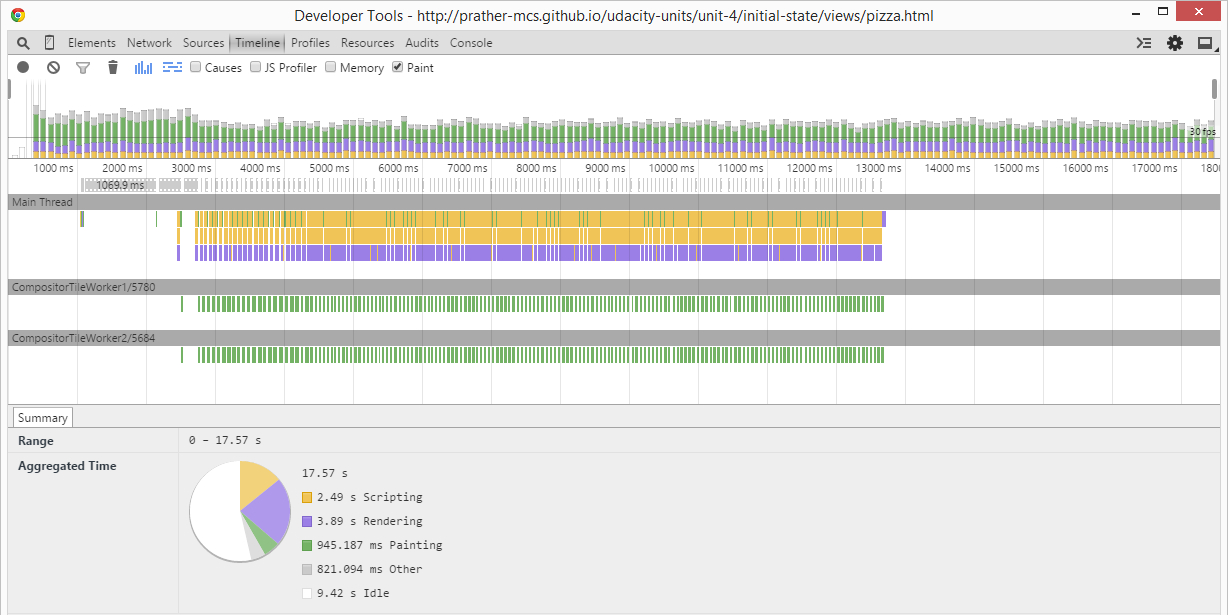 Developer Tools - http://prather-mcs.github.io/udacity-units/unit-4/initial-state/views/pizza.html
Elements Network Sources Timeline Profiles Resources Audits Console
Causes JS Profiler Memory Paint
30 fps
1000 ms 2000 ms 3000 ms 4000 ms 5000 ms 6000 ms 7000 ms 8000 ms 9000 ms 10000 ms 11000 ms 12000 ms 13000 ms 14000 ms 15000 ms 16000 ms 17000 ms 1800
1069.9 ms
Main Thread
CompositorTileWorker1/5780
CompositorTileWorker2/5684
Summary
Range 0 – 17.57 s
Aggregated Time
17.57 s
2.49 s Scripting
3.89 s Rendering
945.187 ms Painting
821.094 ms Other
9.42 s Idle